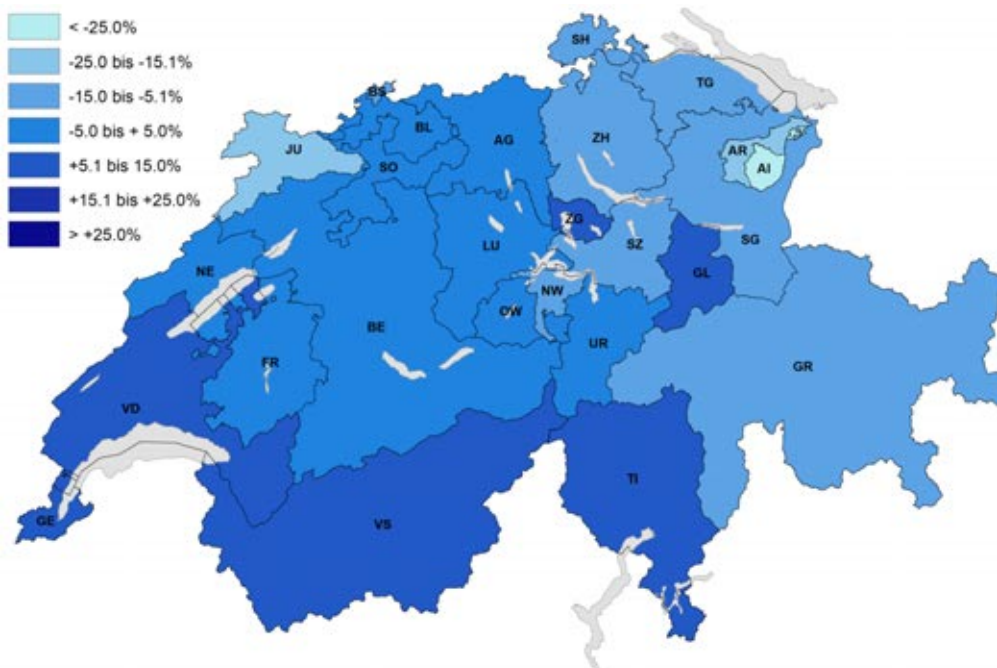 < -25.0%
-25.0 bis -15.1%
-15.0 bis -5.1%
-5.0 bis + 5.0%
+5.1 bis 15.0%
+15.1 bis +25.0%
> +25.0%
SH
BS
BL
AG
TG
ZH
JU
SO
AR
AI
ZG
LU
SZ
SG
NE
GL
NW
OW
BE
UR
FR
GR
VD
TI
GE
VS